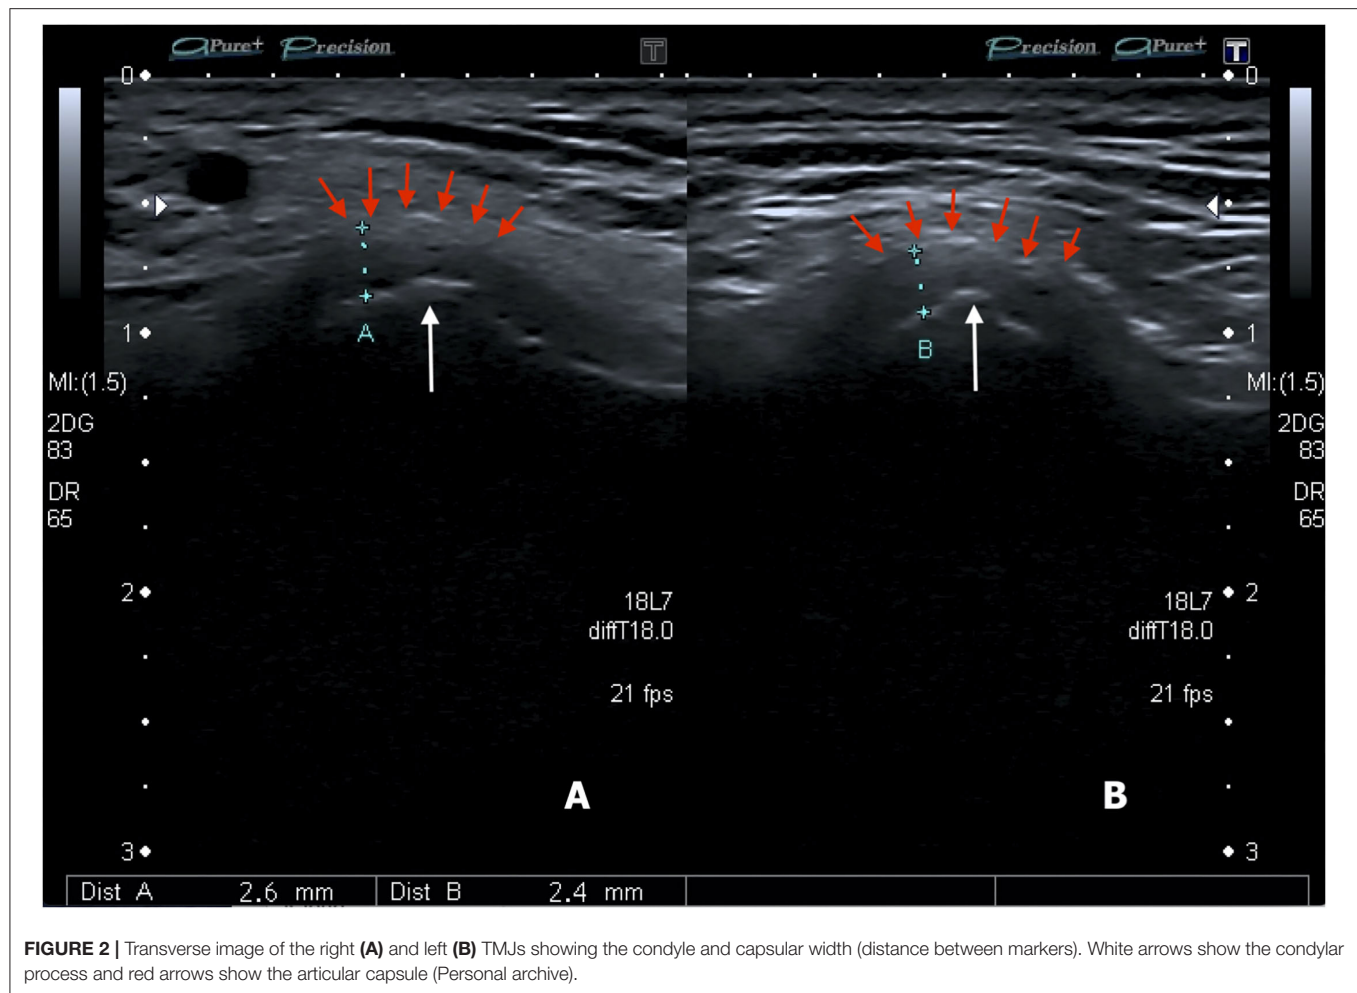 aPure+ Precision T Precision aPure+ T
0 0
A B
1 1
MI:(1.5) MI:(1.5)
2DG 2DG
83 83
DR DR
65 65
2 18L7 18L7 2
diffT18.0 diffT18.0
21 fps 21 fps
A B
3 3
Dist A 2.6 mm Dist B 2.4 mm
FIGURE 2 | Transverse image of the right (A) and left (B) TMJs showing the condyle and capsular width (distance between markers). White arrows show the condylar
process and red arrows show the articular capsule (Personal archive).